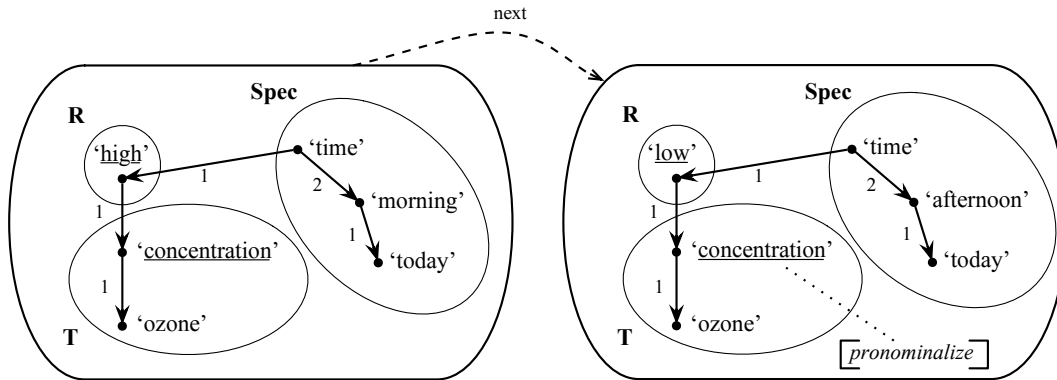 next
Spec
R
‘high’
‘time’
1
2
‘morning’
1
1
‘concentration’
‘today’
1
‘ozone’
T
Spec
R
‘low’
‘time’
1
2
‘afternoon’
1
1
‘concentration’
‘today’
1
‘ozone’
T
pronominalize